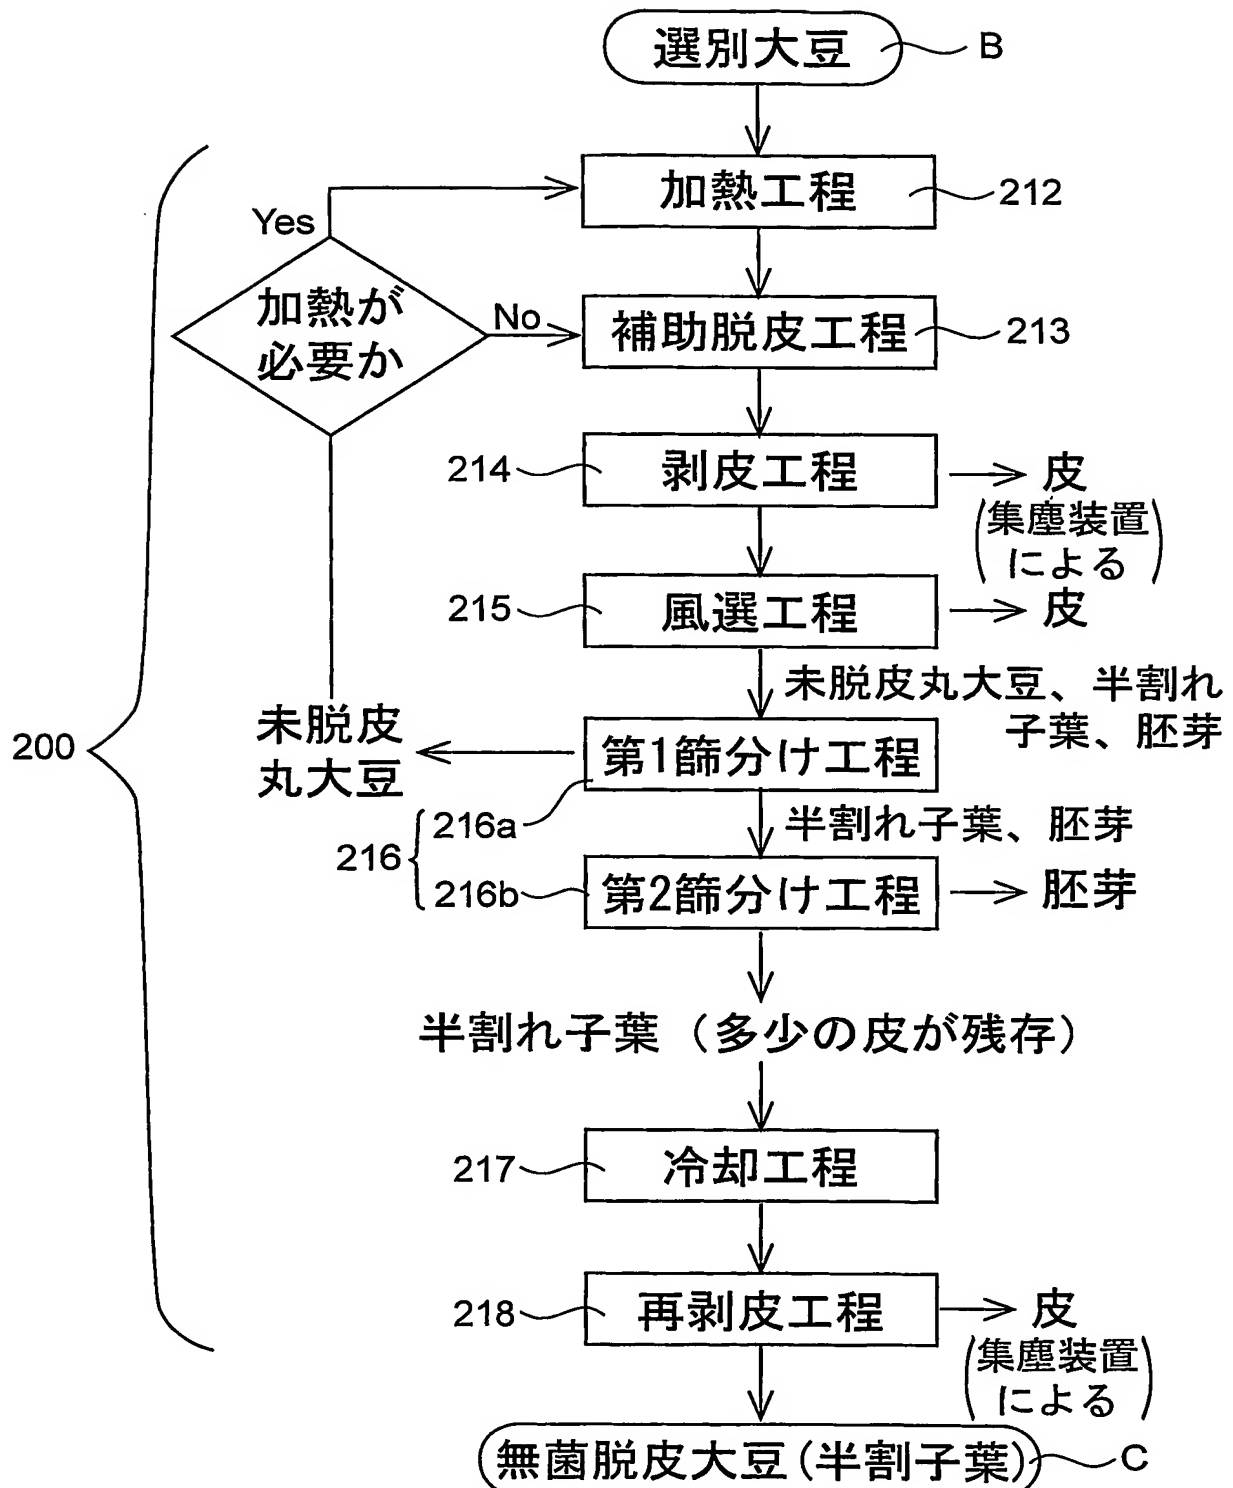 選別大豆
B
加熱工程
212
Yes
加熱が
必要か
No
補助脱皮工程
213
214
剥皮工程
皮
(集塵装置
による)
215
風選工程
皮
未脱皮丸大豆、半割れ
子葉、胚芽
200
未脱皮
丸大豆
第1篩分け工程
216a
216
半割れ子葉、胚芽
216b
第2篩分け工程
胚芽
半割れ子葉（多少の皮が残存）
217
冷却工程
218
再剥皮工程
皮
(集塵装置
による)
無菌脱皮大豆(半割子葉)
C